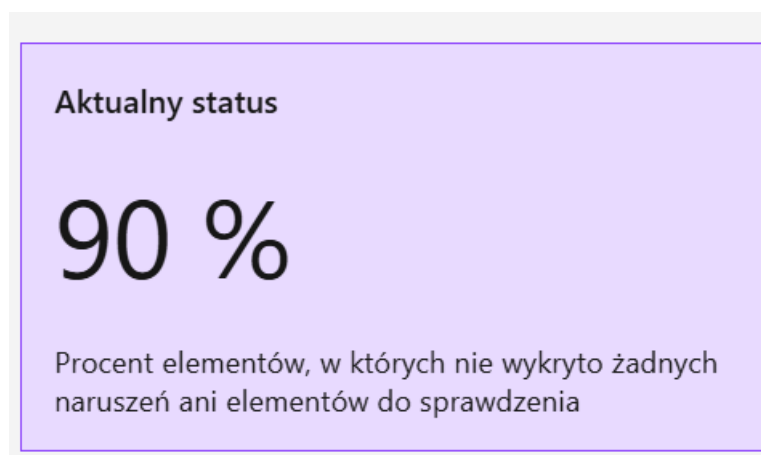 Aktualny status
90 %
Procent elementów, w których nie wykryto żadnych
naruszeń ani elementów do sprawdzenia